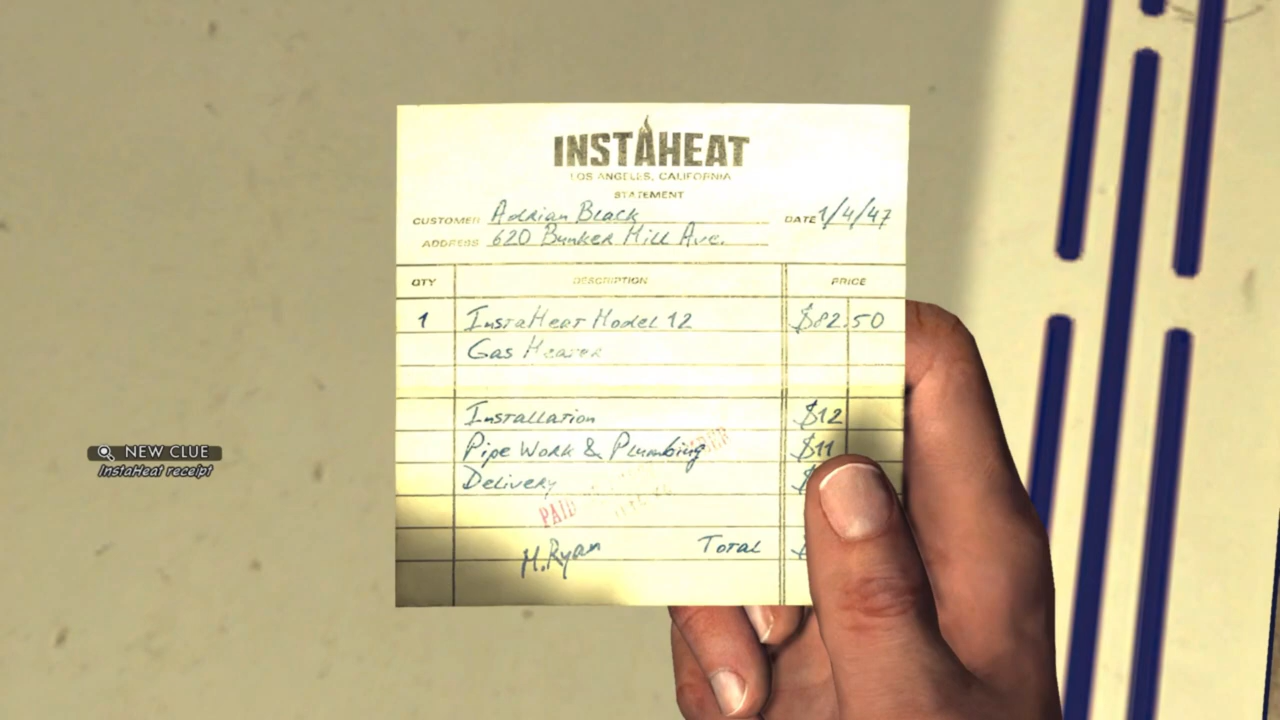 INSTAHEAT
LOS ANGELES, CALIFORNIA
STATEMENT
CUSTOMER Adrian Black DATE 1/4/47
ADDRESS 620 Bunker Hill Ave.
QTY DESCRIPTION PRICE
1 InstaHeat Model 12 $82.50
Gas Heater
Installation $12
Pipe Work & Plumbing $11
Delivery $
PAID
H.Ryan Total $
NEW CLUE
InstaHeat receipt